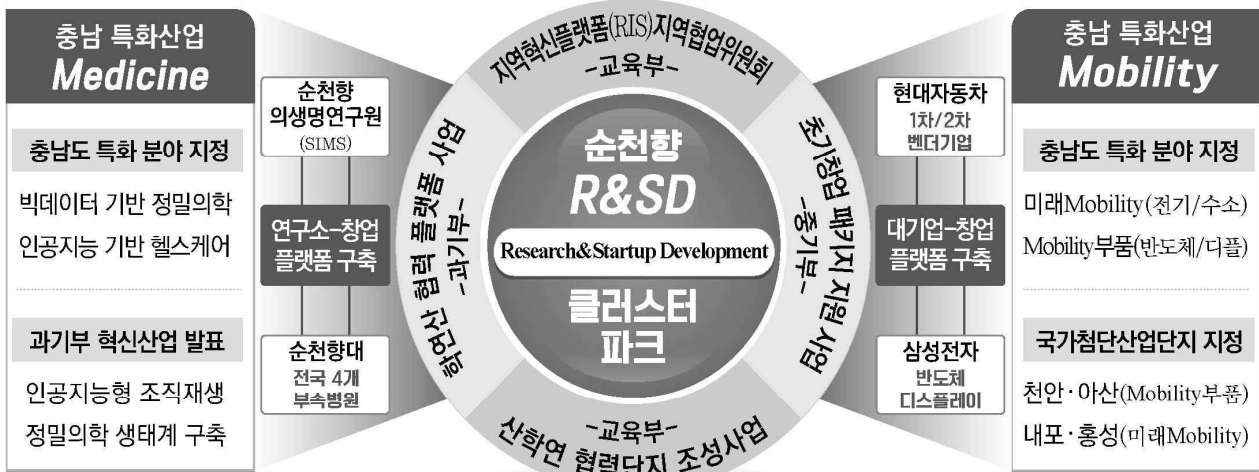 충남 특화산업
Medicine
충남도 특화 분야 지정
빅데이터 기반 정밀의학
인공지능 기반 헬스케어
과기부 혁신산업 발표
인공지능형 조직재생
정밀의학 생태계 구축
순천향
의생명연구원
(SIMS)
연구소-창업
플랫폼 구축
순천향대
전국 4개
부속병원
지역혁신플랫폼(RIS)지역협업위원회
-교육부-
학연산 협력 플랫폼 사업
-과기부-
순천향
R&SD
Research&Startup Development
클러스터
파크
초기창업 패키지 지원 사업
-중기부-
-교육부-
산학연 협력단지 조성사업
현대자동차
1차/2차
벤더기업
대기업-창업
플랫폼 구축
삼성전자
반도체
디스플레이
충남 특화산업
Mobility
충남도 특화 분야 지정
미래Mobility(전기/수소)
Mobility부품(반도체/디플)
국가첨단산업단지 지정
천안·아산(Mobility부품)
내포·홍성(미래Mobility)